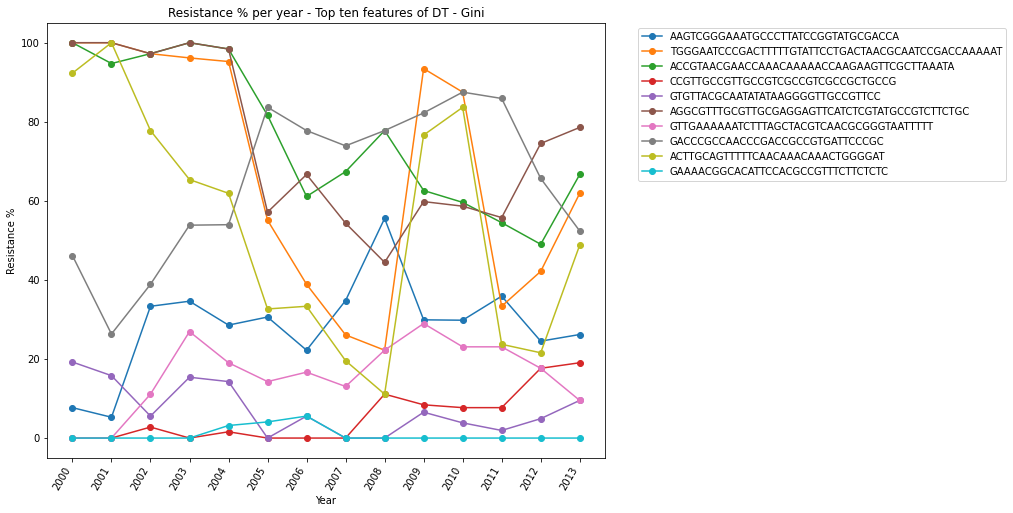 Resistance % per year - Top ten features of DT - Gini
Resistance %
100
80
60
40
20
0
2000
2001
2002
2003
2004
2005
2006
2007
2008
2009
2010
2011
2012
2013
Year
AAGTCGGGAAATGCCCTTATCCGGTATGCGACCA
TGGGAATCCCGACTTTTTGTATTCCTGACTAACGCAATCCGACCAAAAAT
ACCGTAACGAACCAAACAAAAACCAAGAAGTTCGCTTAAATA
CCGTTGCCGTTGCCGTCGCCGTCGCCGCTGCCG
GTGTTACGCAATATATAAGGGGTTGCCGTTCC
AGGCGTTTGCGTTGCGAGGAGTTCATCTCGTATGCCGTCTTCTGC
GTTGAAAAAATCTTTAGCTACGTCAACGCGGGTAATTTTT
GACCCGCCAACCCGACCGCCGTGATTCCCGC
ACTTGCAGTTTTTCAACAAACAAACTGGGGAT
GAAAACGGCACATTCCACGCCGTTTCTTCTCTC